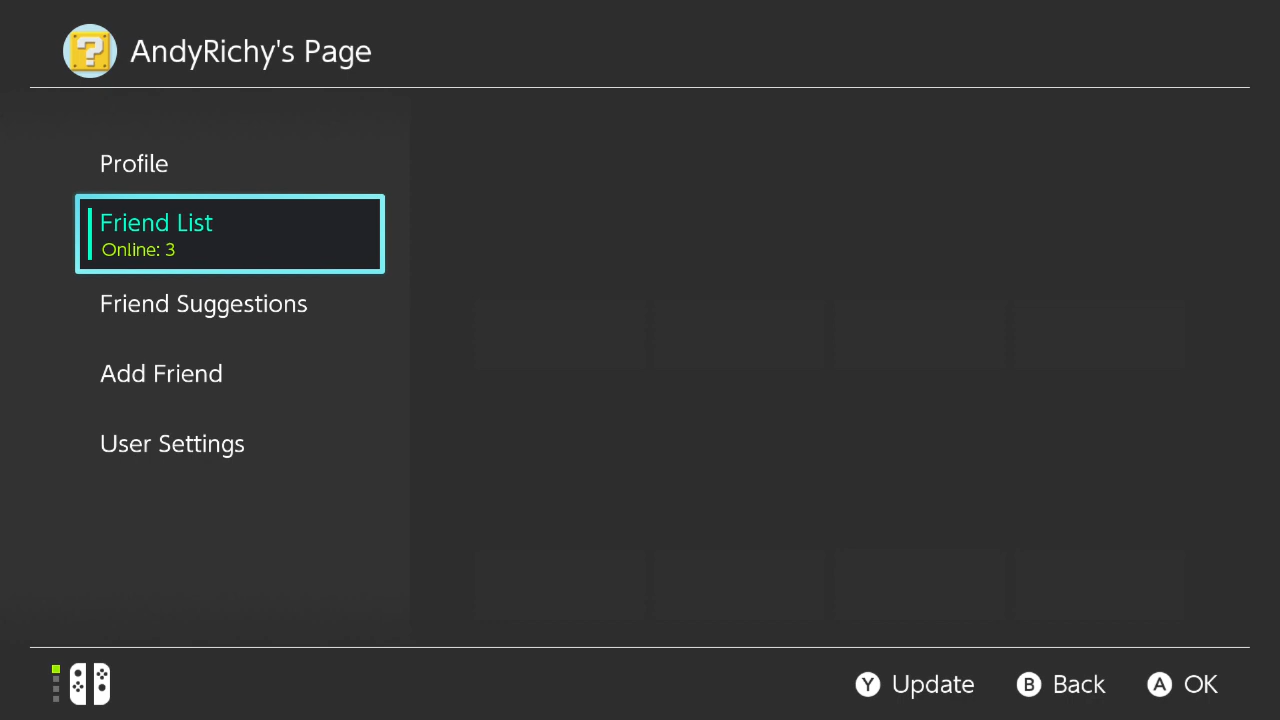 AndyRichy's Page
Profile
Friend List
Online: 3
Friend Suggestions
Add Friend
User Settings
Y Update B Back A OK